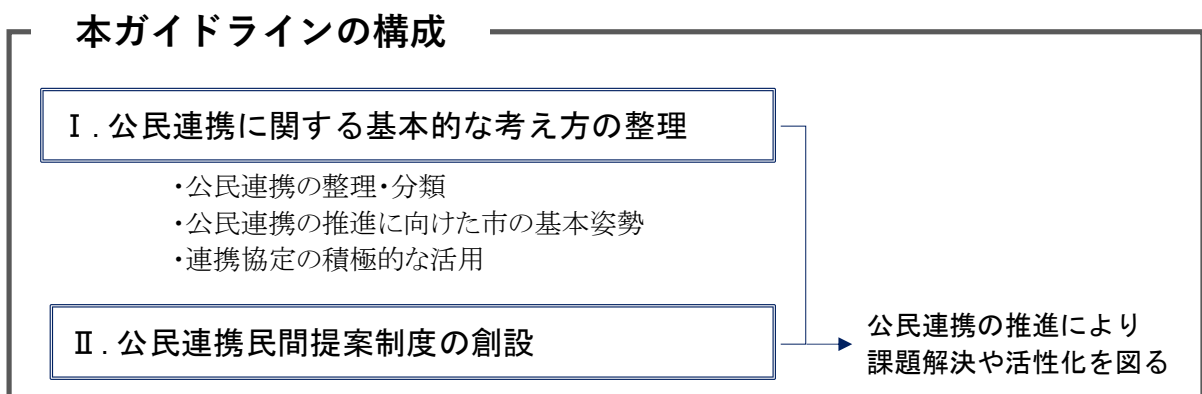 本ガイドラインの構成
Ⅰ.公民連携に関する基本的な考え方の整理
・公民連携の整理・分類
・公民連携の推進に向けた市の基本姿勢
・連携協定の積極的な活用
Ⅱ.公民連携民間提案制度の創設
公民連携の推進により
課題解決や活性化を図る